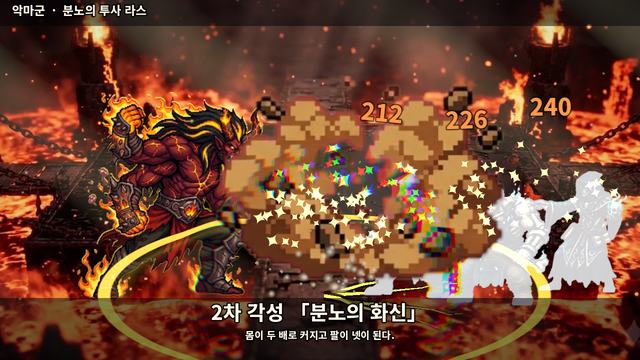 악마군 · 분노의 투사 라스
212
226
240
2차 각성 「분노의 화신」
몸이 두 배로 커지고 팔이 넷이 된다.